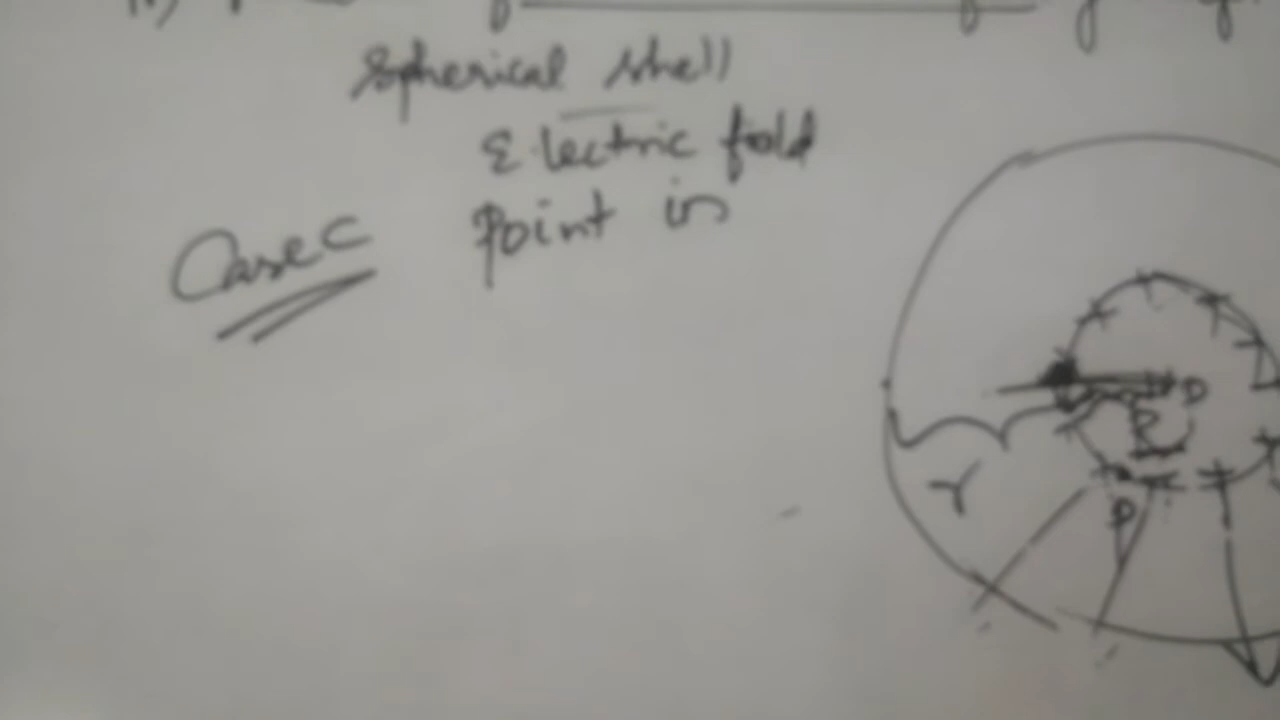 Spherical shell
Electric field
Case C Point in
O
R
r
P